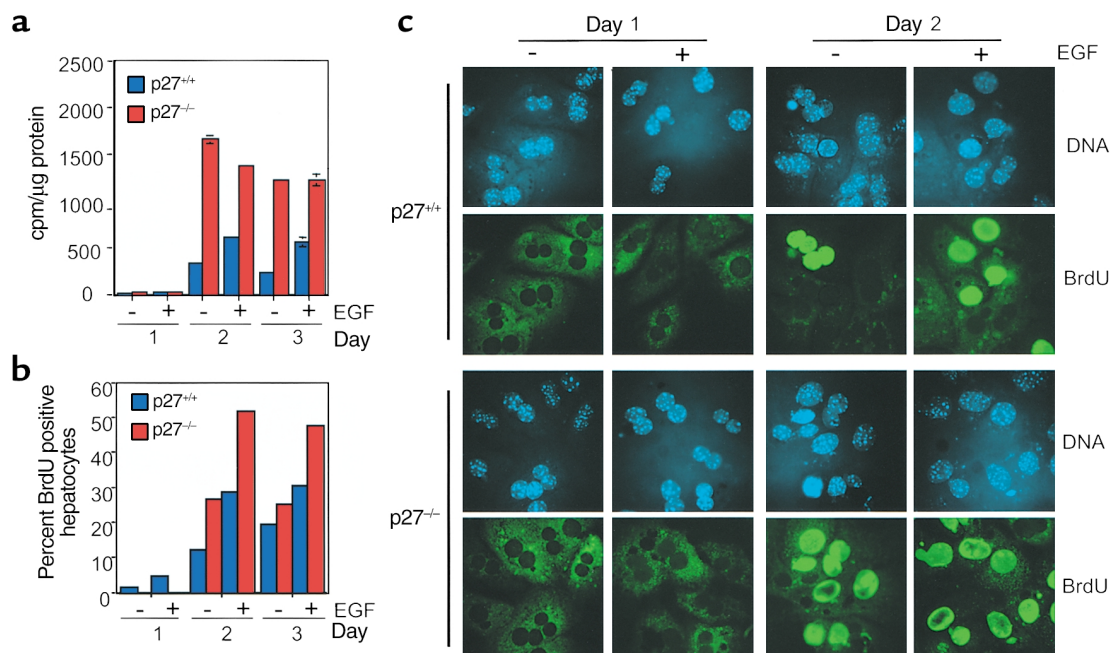 a
2500
2000
1500
1000
500
0
cpm/µg protein
p27+/+
p27–/–
- + - + - + EGF
1 2 3 Day
b
60
50
40
30
20
10
0
Percent BrdU positive
hepatocytes
p27+/+
p27–/–
- + - + - + EGF
1 2 3 Day
c
Day 1 Day 2
- + - + EGF
DNA
p27+/+
BrdU
DNA
p27–/–
BrdU